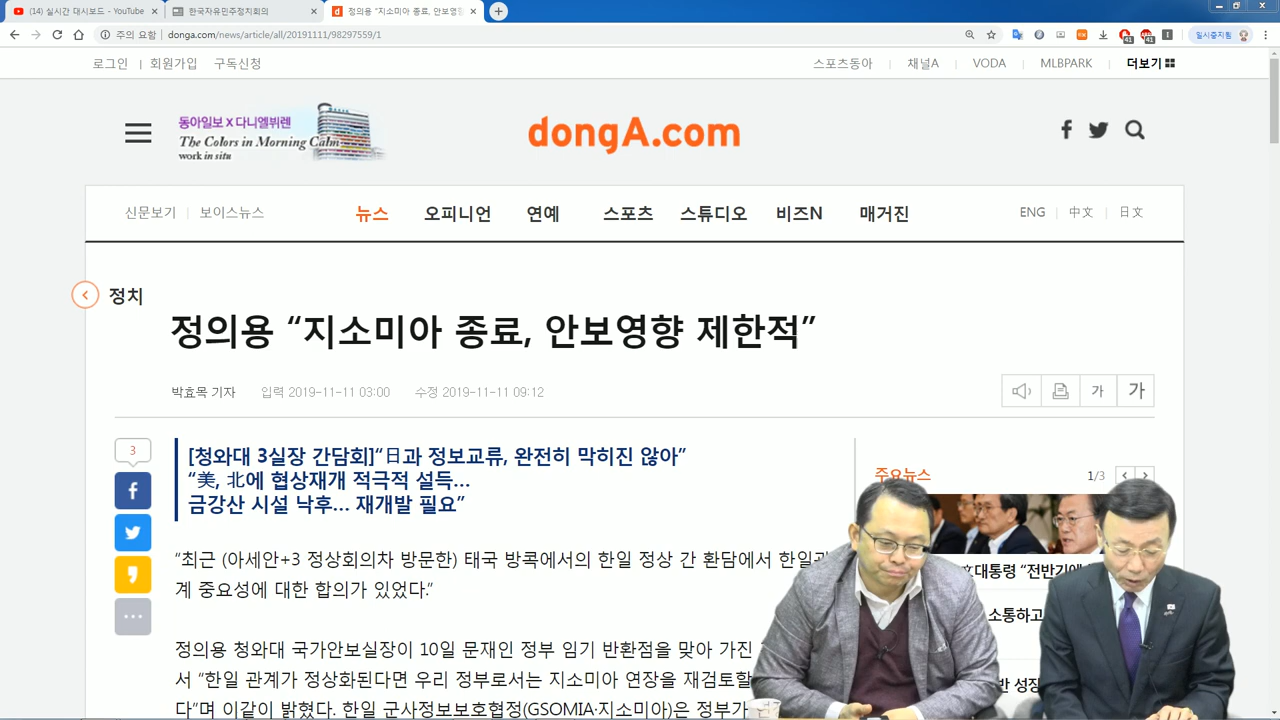 (14) 실시간 대시보드 - YouTube
한국자유민주정치회의
정의용 “지소미아 종료, 안보영향
주의 요함 | donga.com/news/article/all/20191111/98297559/1
일시중지됨
로그인 | 회원가입 구독신청
스포츠동아 | 채널A | VODA | MLBPARK | 더보기
동아일보 X 다니엘뷔렌
The Colors in Morning Calm
work in situ
dongA.com
신문보기 | 보이스뉴스
뉴스 오피니언 연예 스포츠 스튜디오 비즈N 매거진
ENG | 中文 | 日文
정치
정의용 “지소미아 종료, 안보영향 제한적”
박효목 기자 입력 2019-11-11 03:00 수정 2019-11-11 09:12
가 가
3
[청와대 3실장 간담회]“日과 정보교류, 완전히 막히진 않아”
“美, 北에 협상재개 적극적 설득…
금강산 시설 낙후… 재개발 필요”
주요뉴스 1/3
“최근 (아세안+3 정상회의차 방문한) 태국 방콕에서의 한일 정상 간 환담에서 한일관
계 중요성에 대한 합의가 있었다.”
대통령 “전반기에
소통하고
정의용 청와대 국가안보실장이 10일 문재인 정부 임기 반환점을 맞아 가진
서 “한일 관계가 정상화된다면 우리 정부로서는 지소미아 연장을 재검토할
반 성장
다”며 이같이 밝혔다. 한일 군사정보보호협정(GSOMIA·지소미아)은 정부가